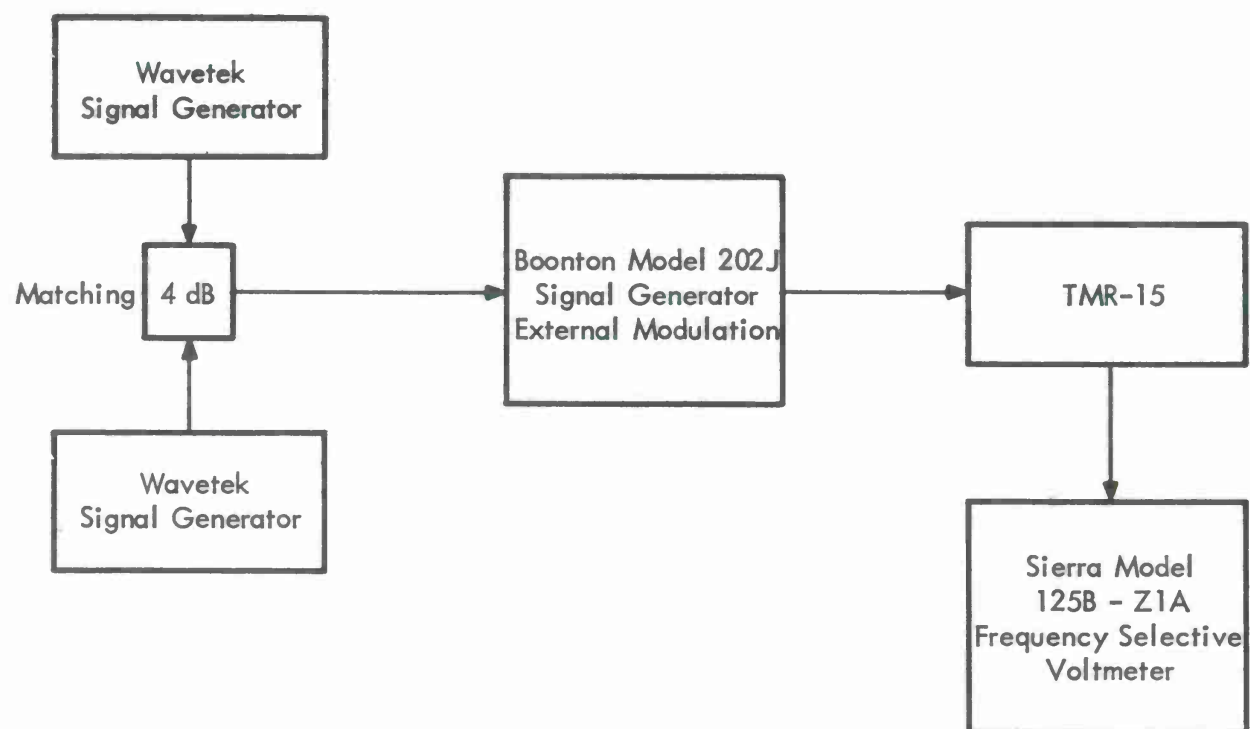 Wavetek
Signal Generator
Matching
4 dB
Boonton Model 202J
Signal Generator
External Modulation
TMR-15
Wavetek
Signal Generator
Sierra Model
125B - Z1A
Frequency Selective
Voltmeter